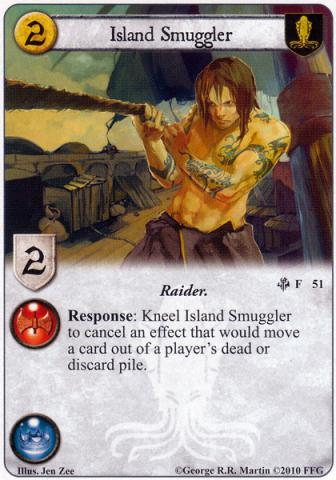 2
Island Smuggler
2
Raider.
F 51
Response: Kneel Island Smuggler
to cancel an effect that would move
a card out of a player's dead or
discard pile.
Illus. Jen Zee
©George R.R. Martin ©2010 FFG